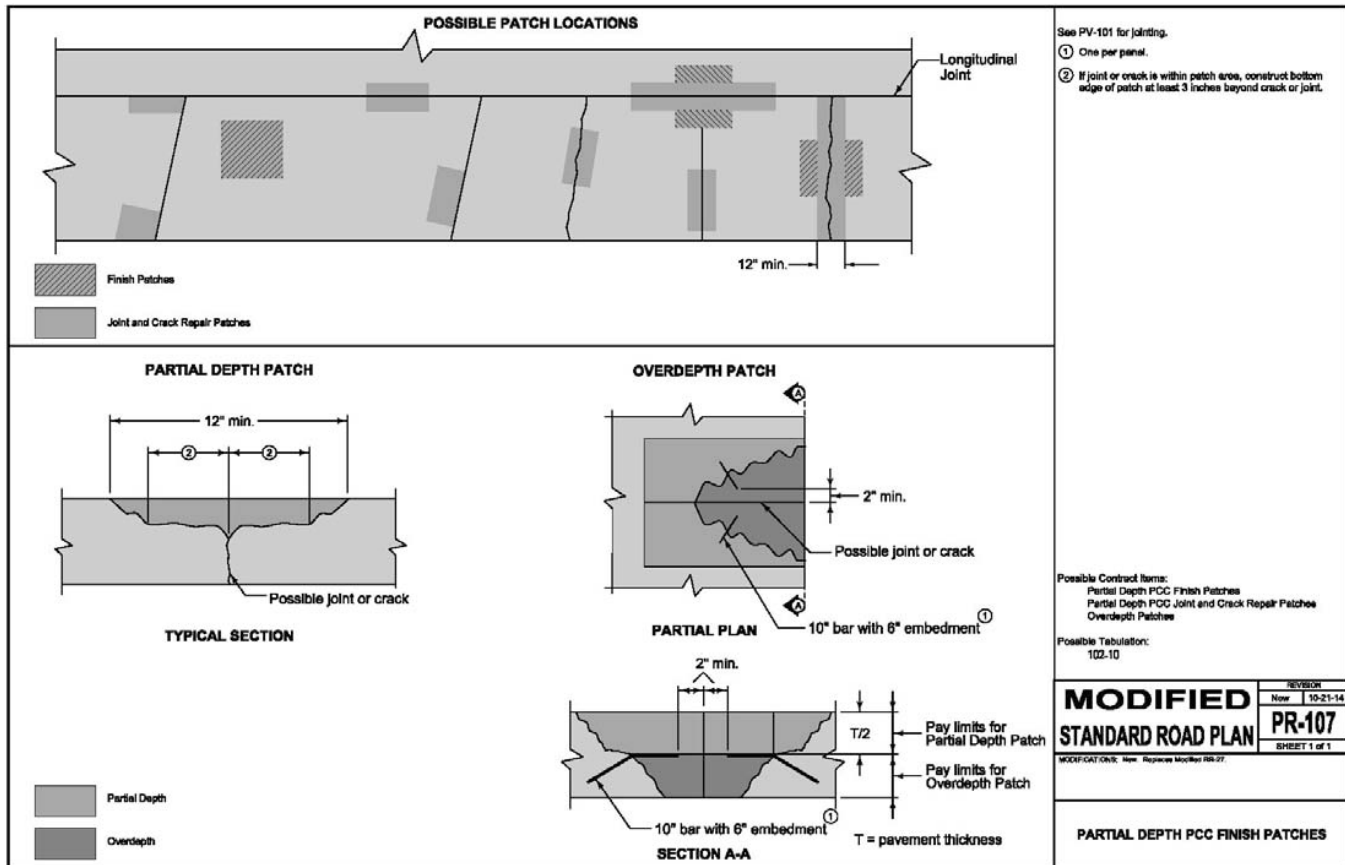 POSSIBLE PATCH LOCATIONS
Longitudinal
Joint
12" min.
Finish Patches
Joint and Crack Repair Patches
See PV-101 for jointing.
1 One per panel.
2 If joint or crack is within patch area, construct bottom
edge of patch at least 3 inches beyond crack or joint.
PARTIAL DEPTH PATCH
12" min.
2
2
Possible joint or crack
TYPICAL SECTION
OVERDEPTH PATCH
A
2" min.
Possible joint or crack
A
10" bar with 6" embedment 1
PARTIAL PLAN
2" min.
T/2
Pay limits for
Partial Depth Patch
Pay limits for
Overdepth Patch
10" bar with 6" embedment 1
T = pavement thickness
SECTION A-A
Partial Depth
Overdepth
Possible Contract Items:
Partial Depth PCC Finish Patches
Partial Depth PCC Joint and Crack Repair Patches
Overdepth Patches
Possible Tabulation:
102-10
MODIFIED
STANDARD ROAD PLAN
REVISION
New 10-21-14
PR-107
SHEET 1 of 1
MODIFICATIONS: New. Replaces Modified RR-27.
PARTIAL DEPTH PCC FINISH PATCHES